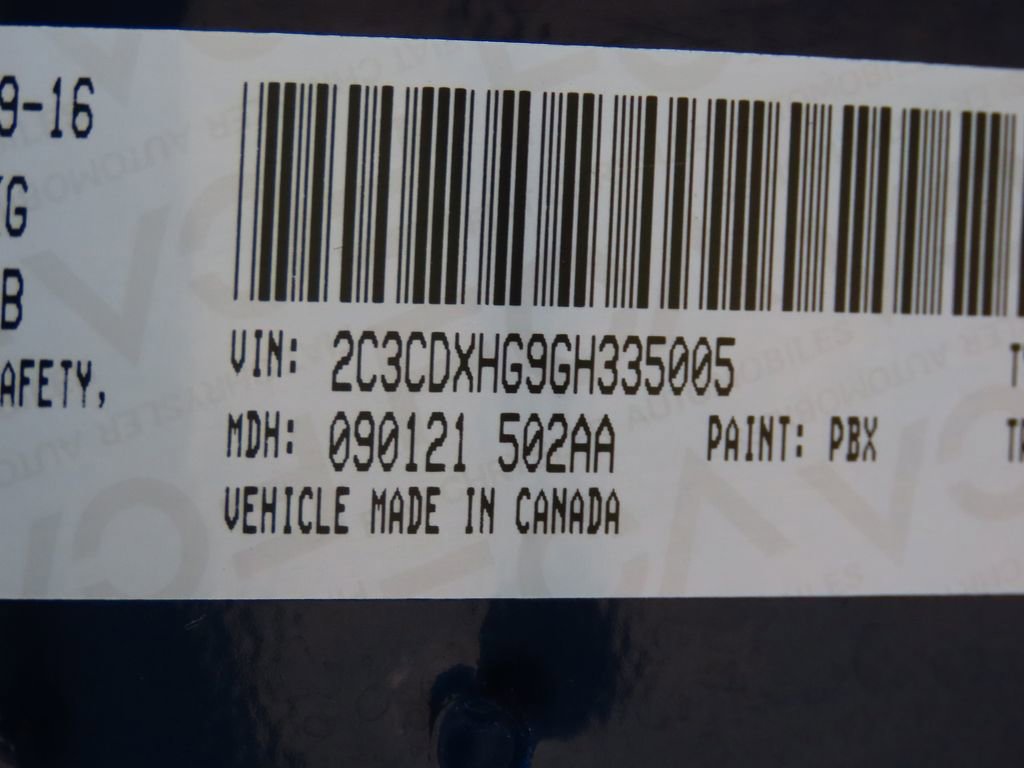 9-16
G
B
AFETY,
VIN: 2C3CDXHG9GH335005
MDH: 090121 502AA PAINT: PBX
VEHICLE MADE IN CANADA